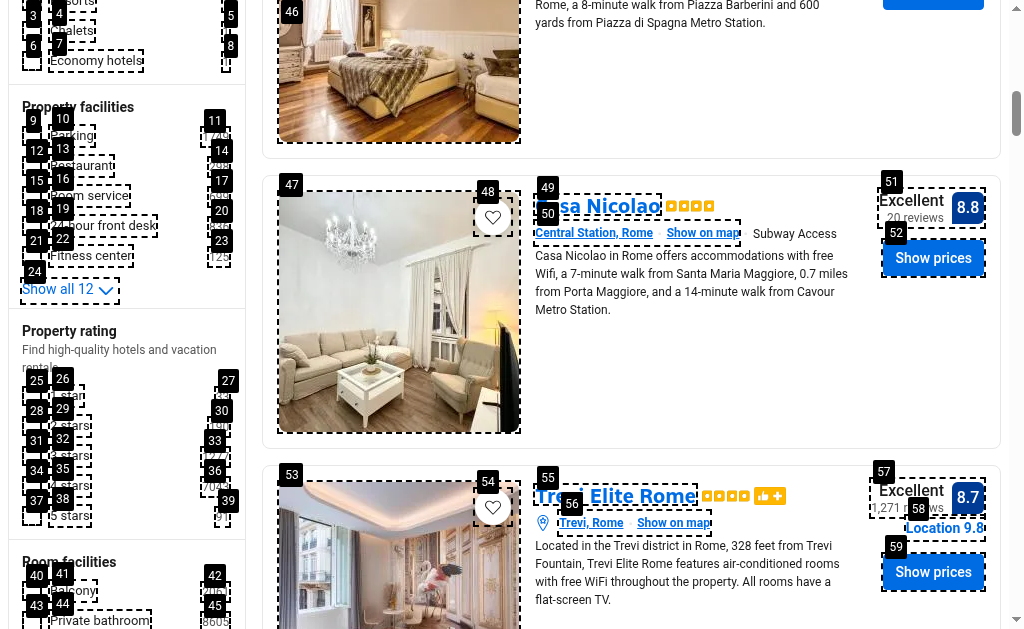 Chalets
Economy hotels
Property facilities
Parking
Restaurant
Room service
24-hour front desk
Fitness center
125
Show all 12
Property rating
Find high-quality hotels and vacation
rentals
1 star
2 stars
3 stars
4 stars
5 stars
Room facilities
Balcony
Private bathroom
8605
3
4
5
6
7
8
9
10
11
12
13
14
15
16
17
18
19
20
21
22
23
24
25
26
27
28
29
30
31
32
33
34
35
36
37
38
39
40
41
42
43
44
45
46
Rome, a 8-minute walk from Piazza Barberini and 600
yards from Piazza di Spagna Metro Station.
47
48
49
50
51
52
Casa Nicolao
Central Station, Rome · Show on map · Subway Access
Casa Nicolao in Rome offers accommodations with free
Wifi, a 7-minute walk from Santa Maria Maggiore, 0.7 miles
from Porta Maggiore, and a 14-minute walk from Cavour
Metro Station.
Excellent
20 reviews
8.8
Show prices
53
54
55
56
57
58
59
Trevi Elite Rome
Trevi, Rome · Show on map
Located in the Trevi district in Rome, 328 feet from Trevi
Fountain, Trevi Elite Rome features air-conditioned rooms
with free WiFi throughout the property. All rooms have a
flat-screen TV.
Excellent
1,271 reviews
8.7
Location 9.8
Show prices